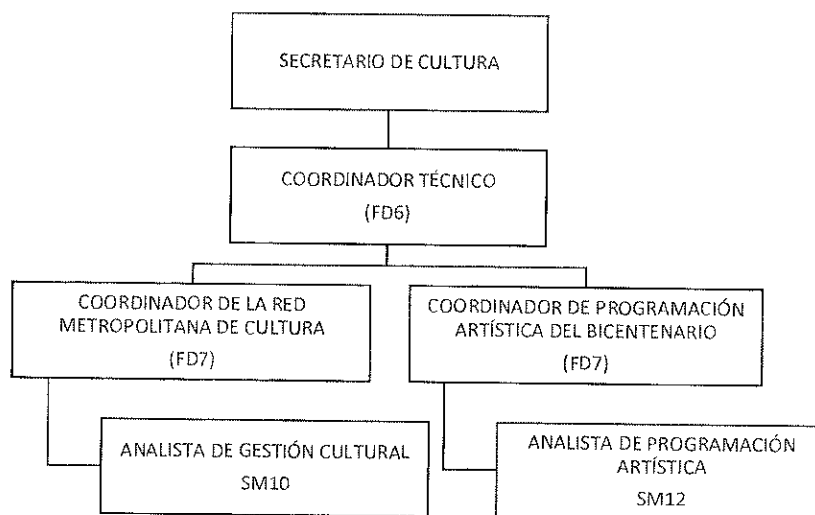 SECRETARIO DE CULTURA
COORDINADOR TÉCNICO
(FD6)
COORDINADOR DE LA RED
METROPOLITANA DE CULTURA
(FD7)
COORDINADOR DE PROGRAMACIÓN
ARTÍSTICA DEL BICENTENARIO
(FD7)
ANALISTA DE GESTIÓN CULTURAL
SM10
ANALISTA DE PROGRAMACIÓN
ARTÍSTICA
SM12